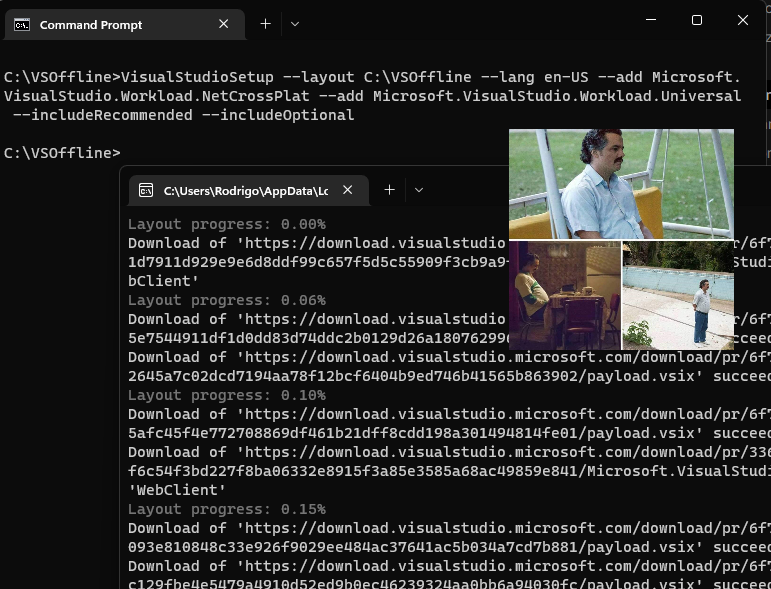 Command Prompt
C:\VSOffline>VisualStudioSetup --layout C:\VSOffline --lang en-US --add Microsoft.
VisualStudio.Workload.NetCrossPlat --add Microsoft.VisualStudio.Workload.Universal
--includeRecommended --includeOptional
C:\VSOffline>
C:\Users\Rodrigo\AppData\Lc
Layout progress: 0.00%
Download of 'https://download.visualstudio pr/6f7
1d7911d929e9e6d8ddf99c657f5d5c55909f3cb9a9 Studi
bClient'
Layout progress: 0.06%
Download of 'https://download.visualstudio pr/6f7
5e7544911df1d0dd83d74ddc2b0129d26a1807629 cceed
Download of 'https://download.visualstudio.microsoft.com/download/pr/6f7
2645a7c02dcd7194aa78f12bcf6404b9ed746b41565b863902/payload.vsix' succeed
Layout progress: 0.10%
Download of 'https://download.visualstudio.microsoft.com/download/pr/6f7
5afc45f4e772708869df461b21dff8cdd198a301494814fe01/payload.vsix' succeed
Download of 'https://download.visualstudio.microsoft.com/download/pr/336
f6c54f3bd227f8ba06332e8915f3a85e3585a68ac49859e841/Microsoft.VisualStudi
'WebClient'
Layout progress: 0.15%
Download of 'https://download.visualstudio.microsoft.com/download/pr/6f7
093e810848c33e926f9029ee484ac37641ac5b034a7cd7b881/payload.vsix' succeed
Download of 'https://download.visualstudio.microsoft.com/download/pr/6f7
c129fbe4e5479a4910d52ed9b0ec46239324aa0bb6a94030fc/payload.vsix' succeed